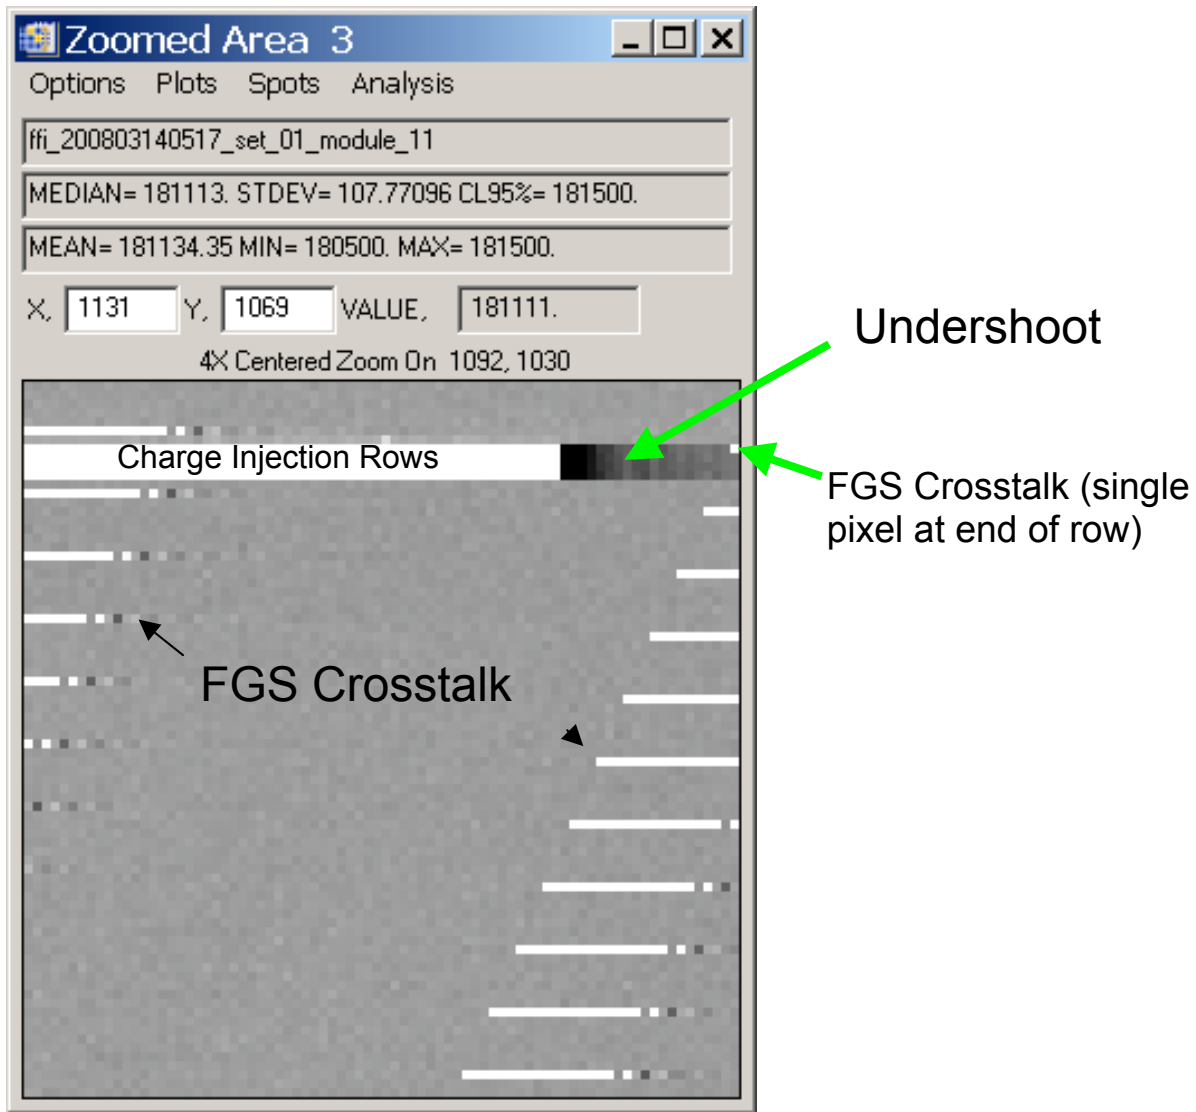 Zoomed Area 3
Options Plots Spots Analysis
ffi_200803140517_set_01_module_11
MEDIAN= 181113. STDEV= 107.77096 CL95%= 181500.
MEAN= 181134.35 MIN= 180500. MAX= 181500.
X, 1131 Y, 1069 VALUE, 181111.
4X Centered Zoom On 1092, 1030
Undershoot
Charge Injection Rows
FGS Crosstalk (single
pixel at end of row)
FGS Crosstalk